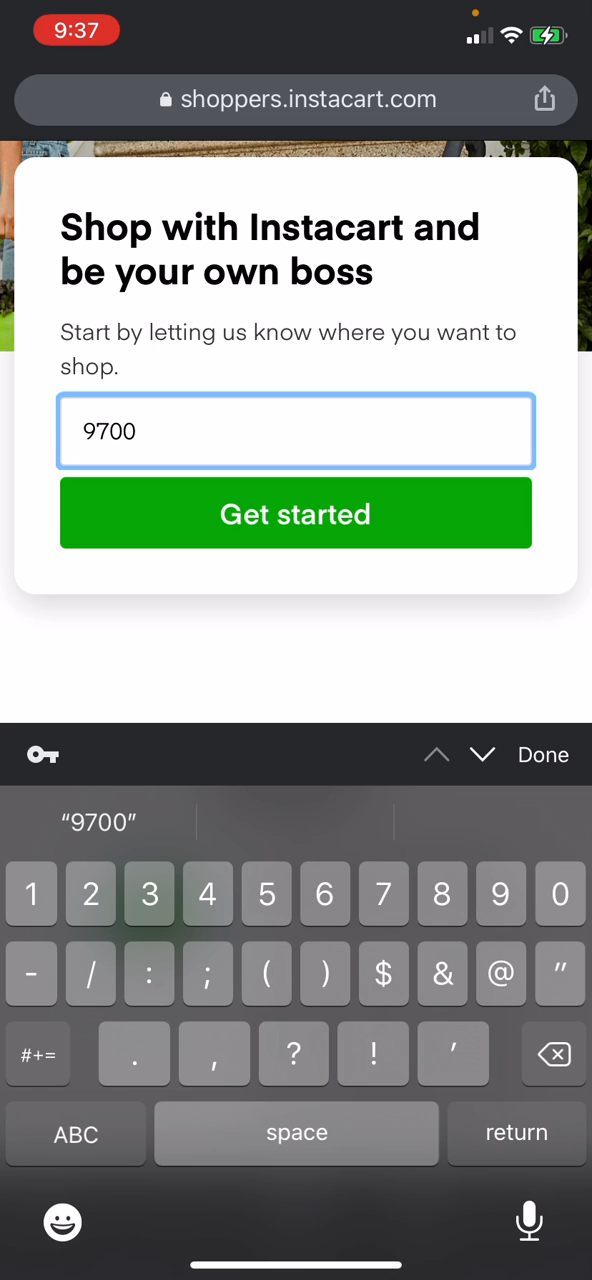 9:37
shoppers.instacart.com
Shop with Instacart and
be your own boss
Start by letting us know where you want to
shop.
9700
Get started
Done
“9700”
1 2 3 4 5 6 7 8 9 0
- / : ; ( ) $ & @ "
#+= . , ? ! '
ABC space return